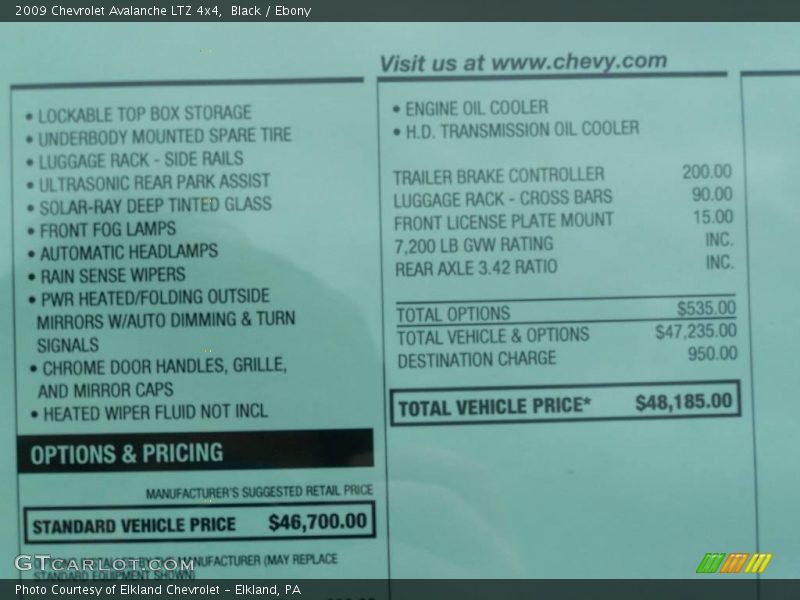 2009 Chevrolet Avalanche LTZ 4x4,  Black / Ebony
• LOCKABLE TOP BOX STORAGE
• UNDERBODY MOUNTED SPARE TIRE
• LUGGAGE RACK - SIDE RAILS
• ULTRASONIC REAR PARK ASSIST
• SOLAR-RAY DEEP TINTED GLASS
• FRONT FOG LAMPS
• AUTOMATIC HEADLAMPS
• RAIN SENSE WIPERS
• PWR HEATED/FOLDING OUTSIDE
MIRRORS W/AUTO DIMMING & TURN
SIGNALS
• CHROME DOOR HANDLES, GRILLE,
AND MIRROR CAPS
• HEATED WIPER FLUID NOT INCL
OPTIONS & PRICING
MANUFACTURER'S SUGGESTED RETAIL PRICE
STANDARD VEHICLE PRICE $46,700.00
BY THE MANUFACTURER (MAY REPLACE
STANDARD EQUIPMENT SHOWN)
Visit us at www.chevy.com
• ENGINE OIL COOLER
• H.D. TRANSMISSION OIL COOLER
TRAILER BRAKE CONTROLLER 200.00
LUGGAGE RACK - CROSS BARS 90.00
FRONT LICENSE PLATE MOUNT 15.00
7,200 LB GVW RATING INC.
REAR AXLE 3.42 RATIO INC.
TOTAL OPTIONS $535.00
TOTAL VEHICLE & OPTIONS $47,235.00
DESTINATION CHARGE 950.00
TOTAL VEHICLE PRICE* $48,185.00
GTCARLOT.COM
Photo Courtesy of Elkland Chevrolet - Elkland, PA